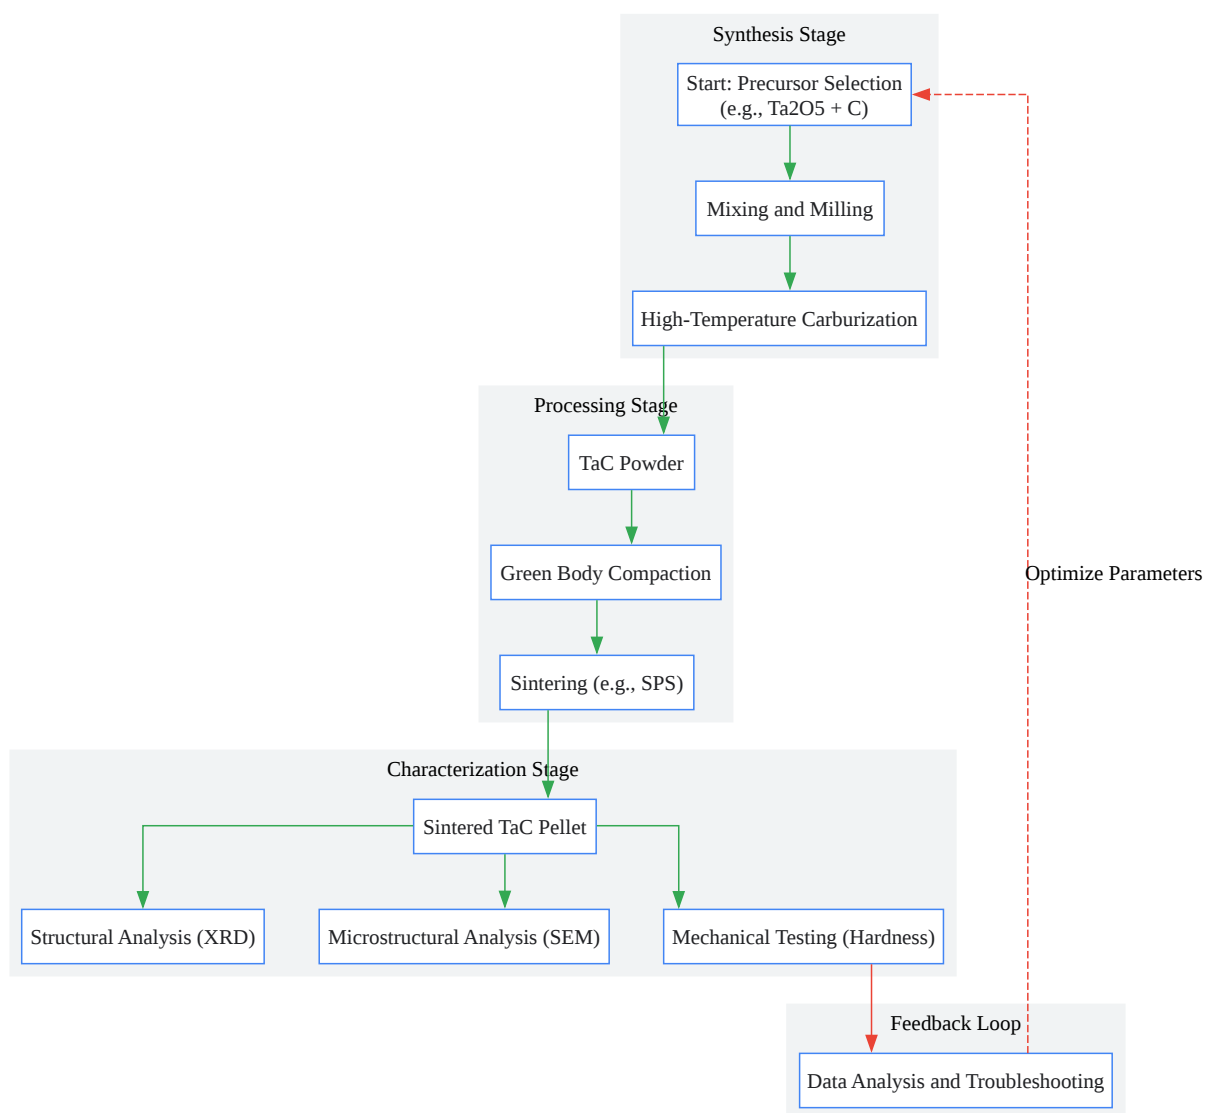 Synthesis Stage
Start: Precursor Selection
(e.g., Ta2O5 + C)
Mixing and Milling
High-Temperature Carburization
Processing Stage
TaC Powder
Green Body Compaction
Optimize Parameters
Sintering (e.g., SPS)
Characterization Stage
Sintered TaC Pellet
Structural Analysis (XRD)
Microstructural Analysis (SEM)
Mechanical Testing (Hardness)
Feedback Loop
Data Analysis and Troubleshooting